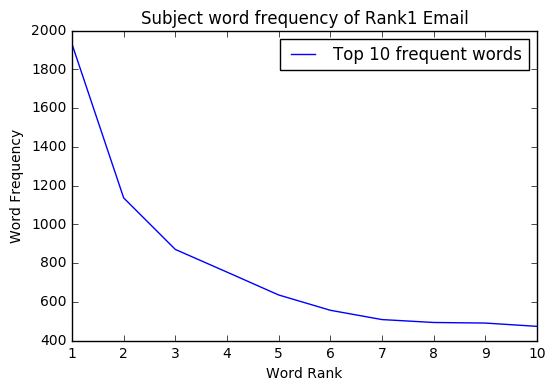 Subject word frequency of Rank1 Email
2000
1800
1600
1400
1200
1000
800
600
400
Word Frequency
Top 10 frequent words
1 2 3 4 5 6 7 8 9 10
Word Rank